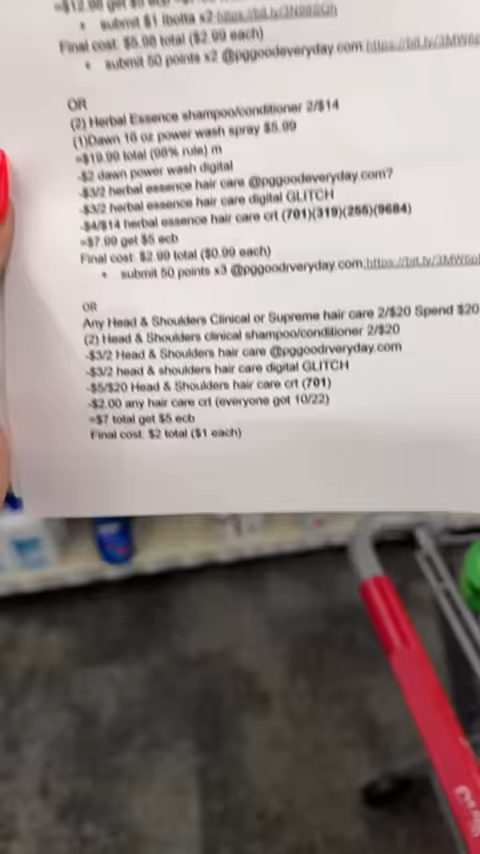 =$12.98 get $5 ecb
submit $1 Ibotta x2
Final cost: $5.98 total ($2.99 each)
submit 50 points x2 @pggoodeveryday.com
OR
(2) Herbal Essence shampoo/conditioner 2/$14
(1)Dawn 16 oz power wash spray $5.99
=$19.99 total (98% rule) m
-$2 dawn power wash digital
-$3/2 herbal essence hair care @pggoodeveryday.com?
-$3/2 herbal essence hair care digital GLITCH
-$4/$14 herbal essence hair care crt (701)(319)(255)(9684)
=$7.99 get $5 ecb
Final cost: $2.99 total ($0.99 each)
submit 50 points x3 @pggoodrveryday.com
OR
Any Head & Shoulders Clinical or Supreme hair care 2/$20 Spend $20
(2) Head & Shoulders clinical shampoo/conditioner 2/$20
-$3/2 Head & Shoulders hair care @pggoodrveryday.com
-$3/2 head & shoulders hair care digital GLITCH
-$5/$20 Head & Shoulders hair care crt (701)
-$2.00 any hair care crt (everyone got 10/22)
=$7 total get $5 ecb
Final cost: $2 total ($1 each)